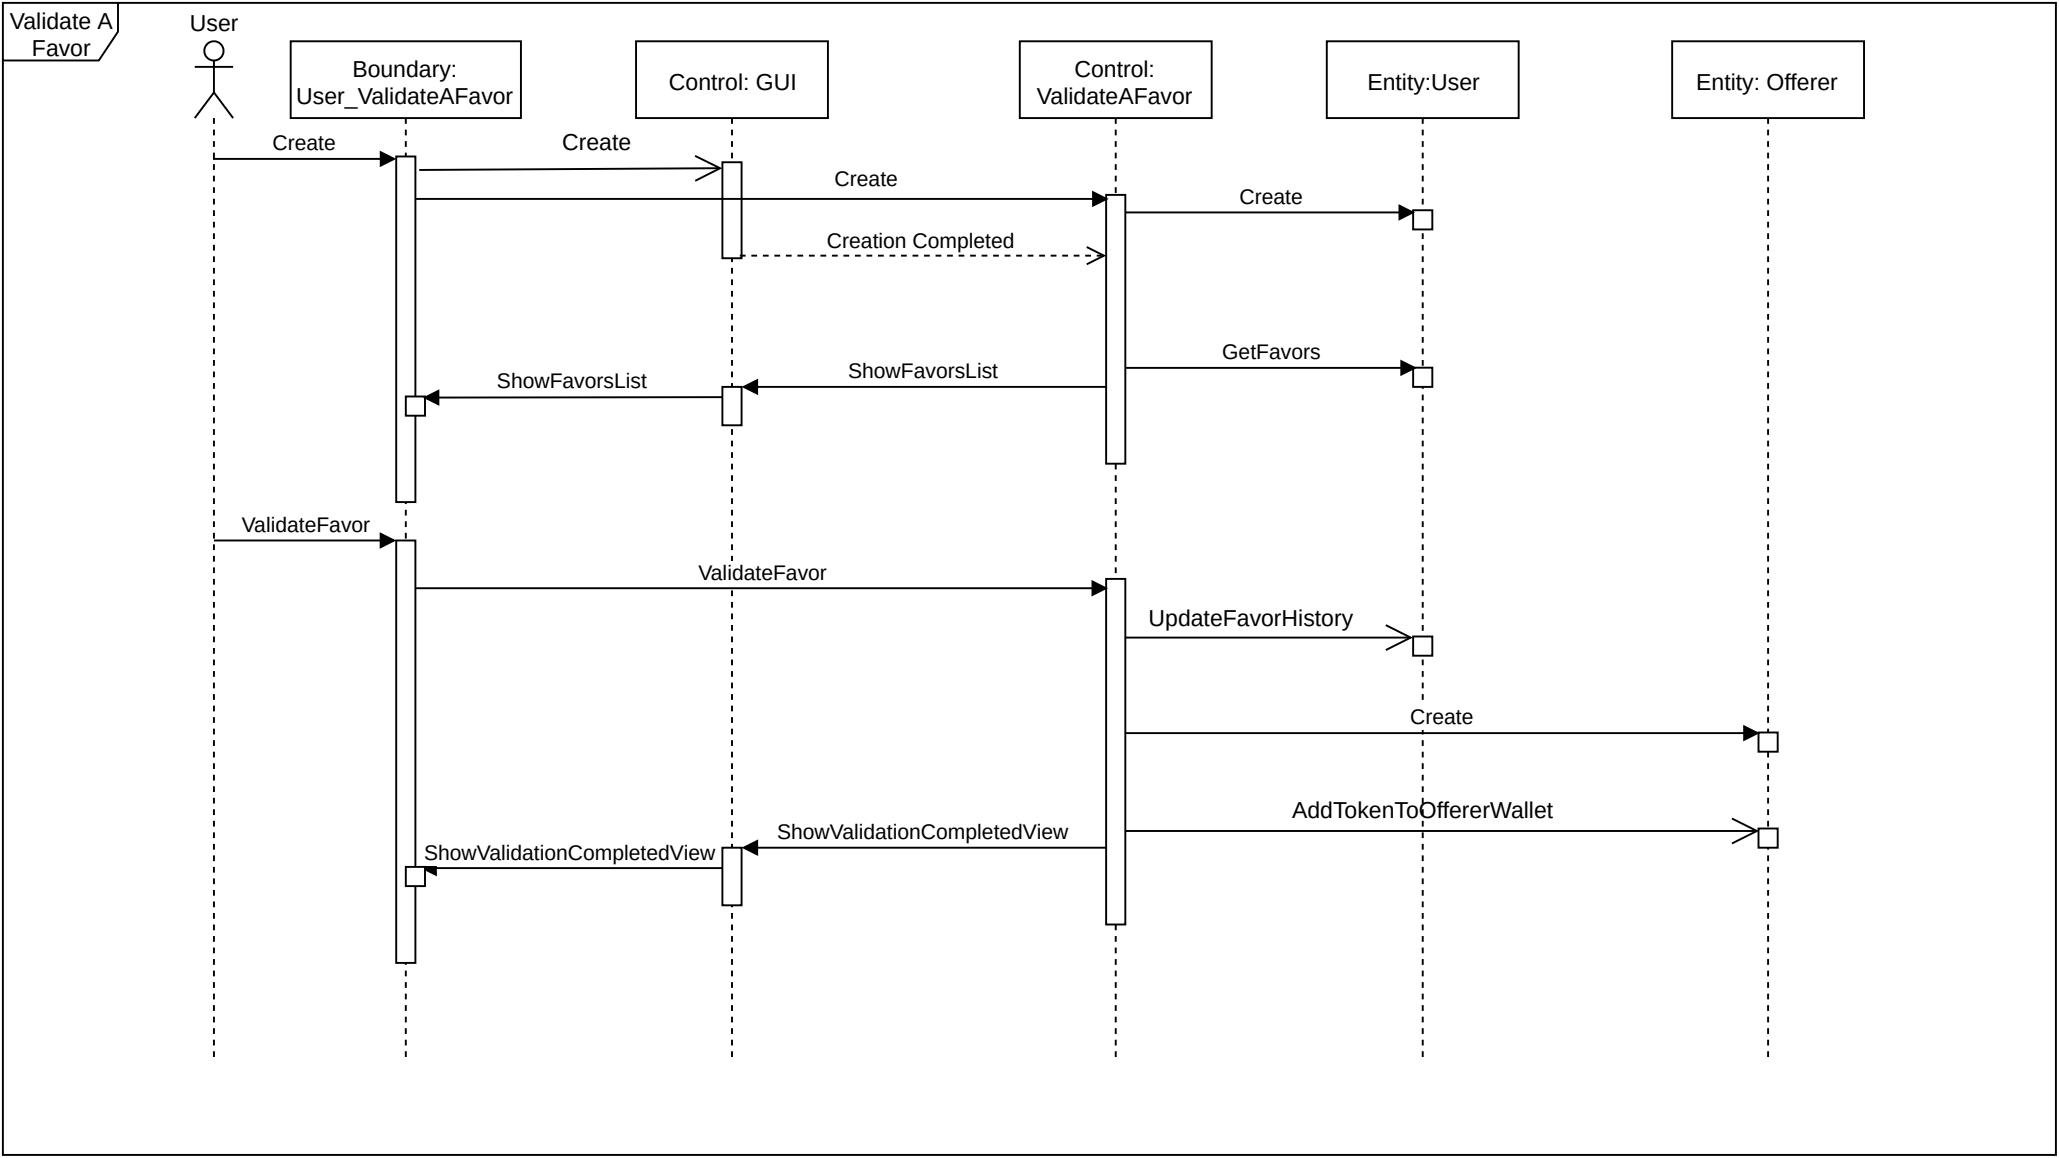 Validate A
Favor
User
Boundary:
User_ValidateAFavor
Control: GUI
Control:
ValidateAFavor
Entity:User
Entity: Offerer
Create
Create
Create
Create
Creation Completed
GetFavors
ShowFavorsList
ShowFavorsList
ValidateFavor
ValidateFavor
UpdateFavorHistory
Create
AddTokenToOffererWallet
ShowValidationCompletedView
ShowValidationCompletedView